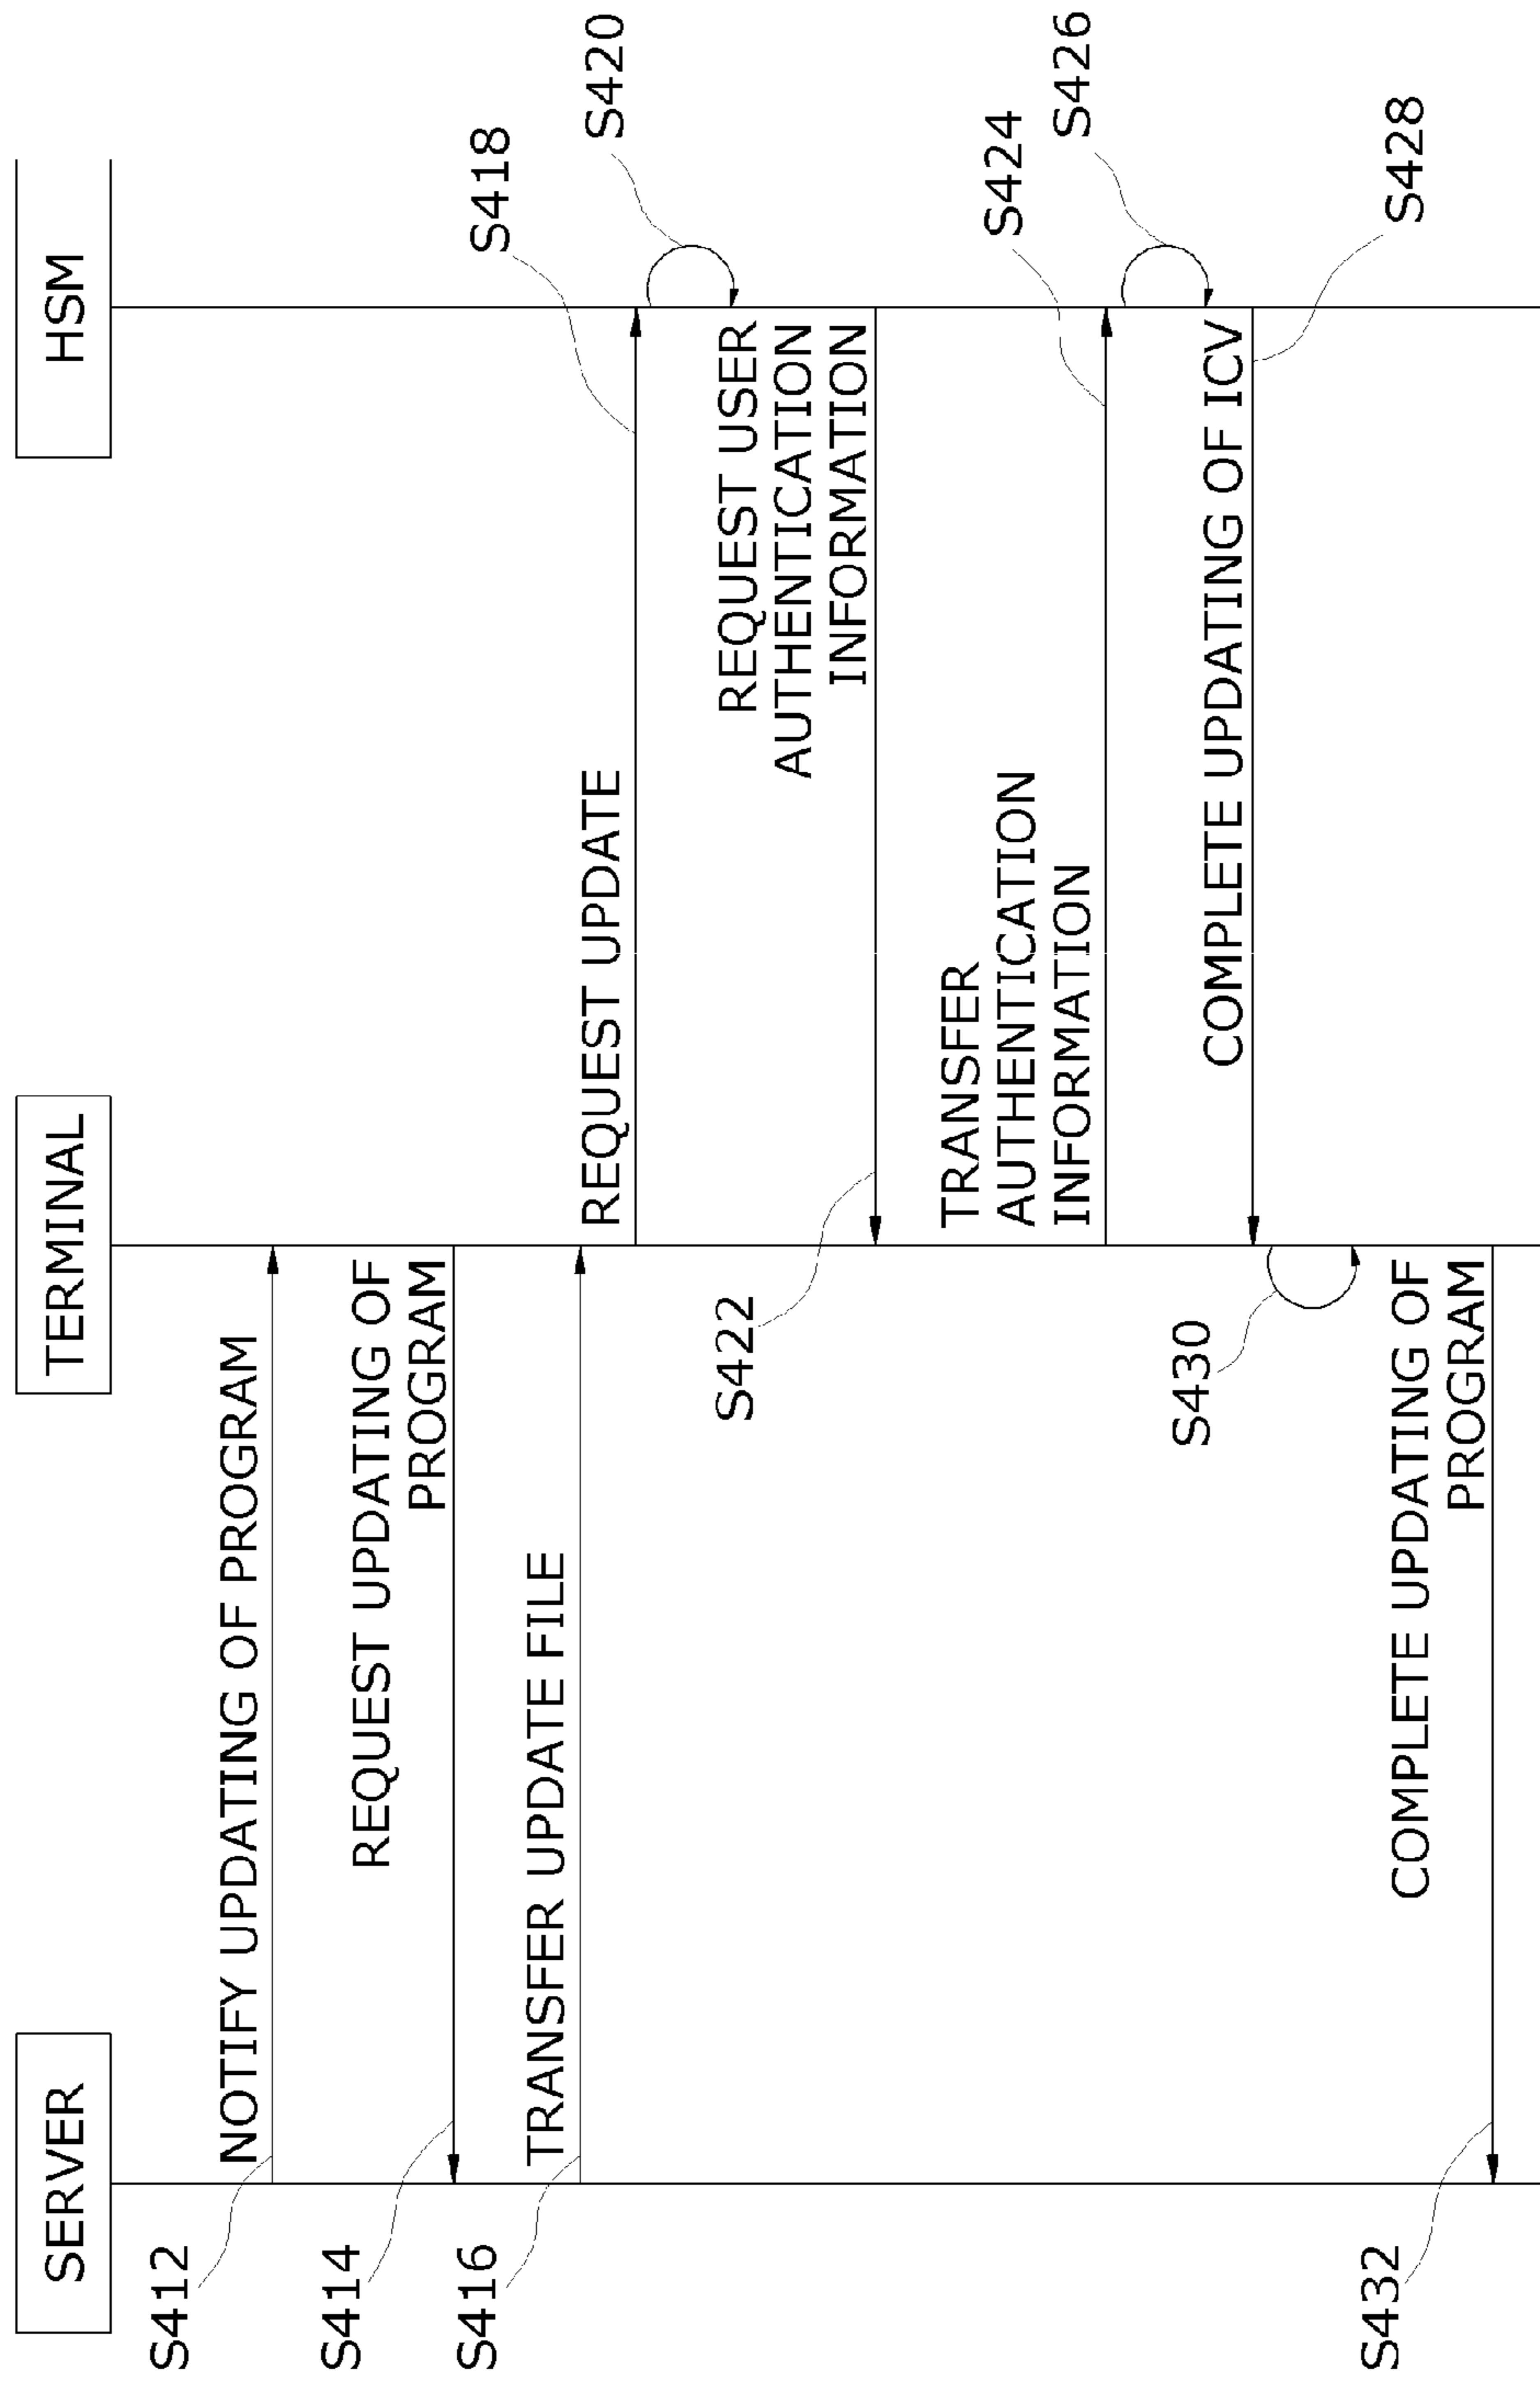 SERVER
TERMINAL
HSM
S412
NOTIFY UPDATING OF PROGRAM
S414
REQUEST UPDATING OF
PROGRAM
S416
TRANSFER UPDATE FILE
REQUEST UPDATE
S418
S420
REQUEST USER
AUTHENTICATION
INFORMATION
S422
TRANSFER
AUTHENTICATION
INFORMATION
S424
S426
COMPLETE UPDATING OF ICV
S428
S430
COMPLETE UPDATING OF
PROGRAM
S432